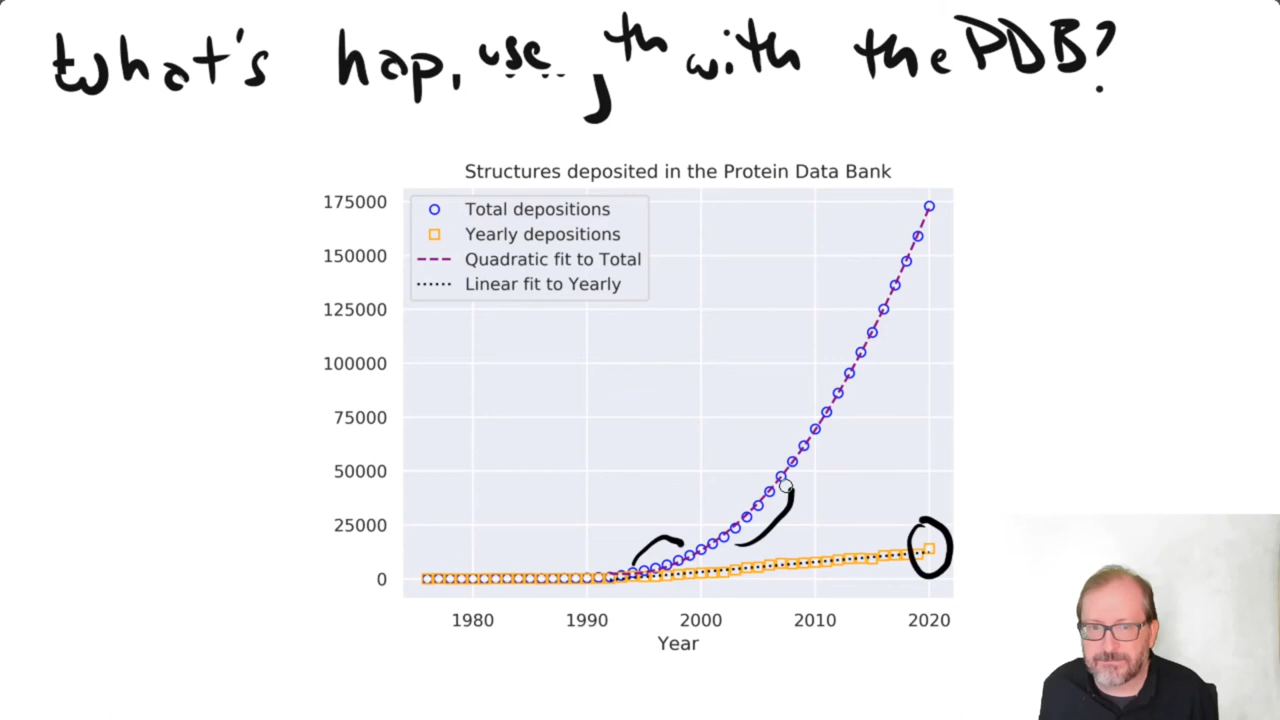 What's hap. use th with the PDB?
Structures deposited in the Protein Data Bank
175000
150000
125000
100000
75000
50000
25000
0
Total depositions
Yearly depositions
Quadratic fit to Total
Linear fit to Yearly
1980 1990 2000 2010 2020
Year